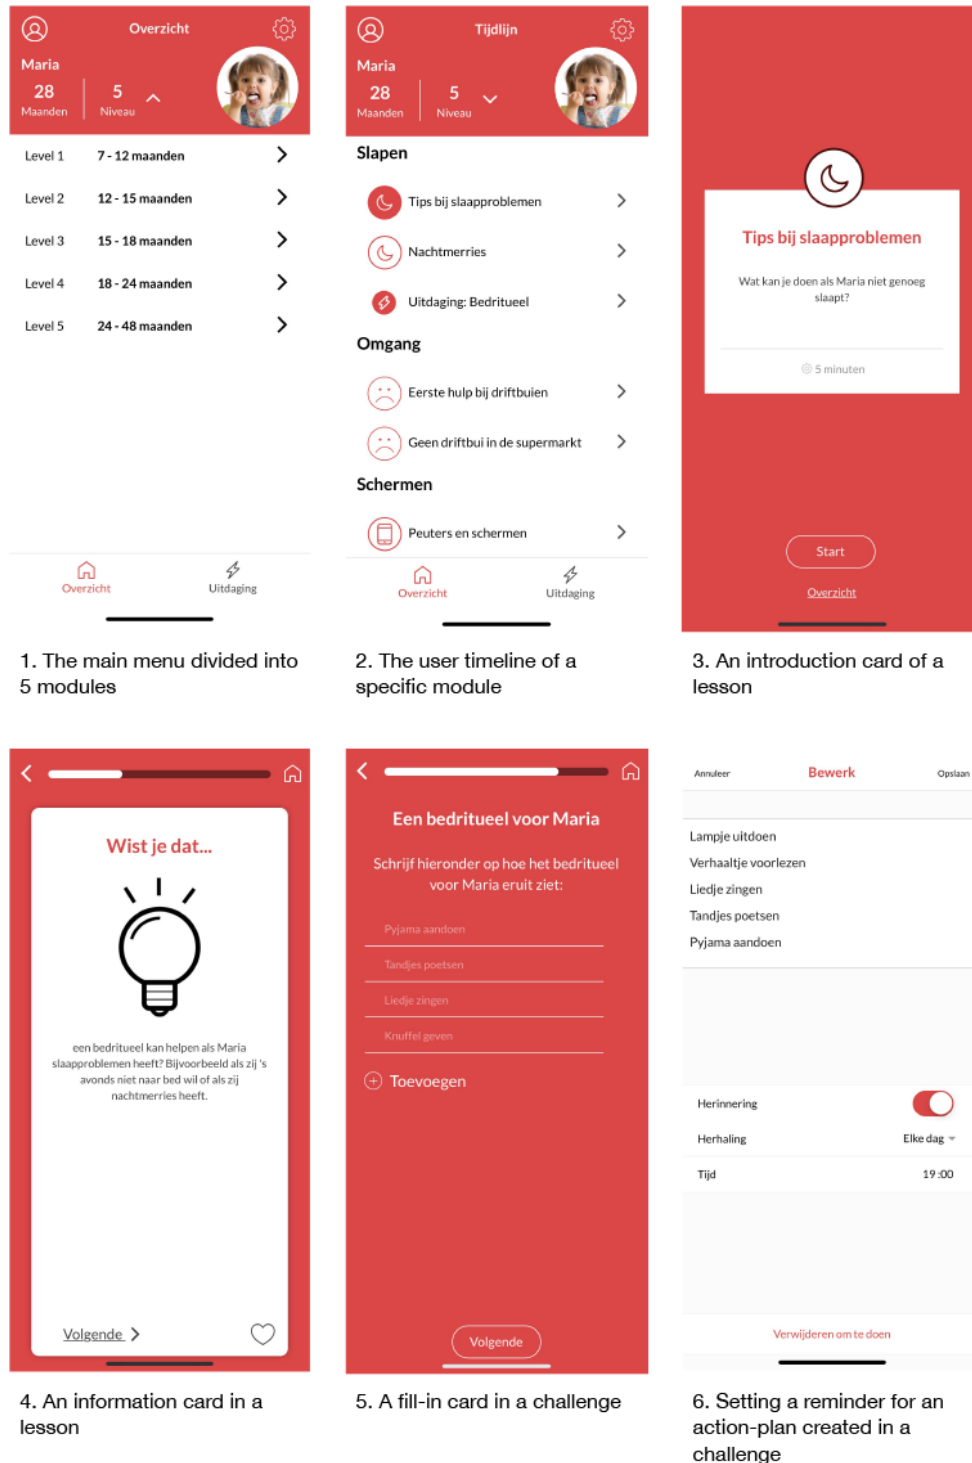 Overzicht
Maria
28
Maanden
5
Niveau
Level 1 7 - 12 maanden
Level 2 12 - 15 maanden
Level 3 15 - 18 maanden
Level 4 18 - 24 maanden
Level 5 24 - 48 maanden
Overzicht
Uitdaging
1. The main menu divided into
5 modules
Tijdlijn
Maria
28
Maanden
5
Niveau
Slapen
Tips bij slaapproblemen
Nachtmerries
Uitdaging: Bedritueel
Omgang
Eerste hulp bij driftbuien
Geen driftbui in de supermarkt
Schermen
Peuters en schermen
Overzicht
Uitdaging
2. The user timeline of a
specific module
Tips bij slaapproblemen
Wat kan je doen als Maria niet genoeg
slaapt?
5 minuten
Start
Overzicht
3. An introduction card of a
lesson
Wist je dat...
een bedritueel kan helpen als Maria
slaapproblemen heeft? Bijvoorbeeld als zij 's
avonds niet naar bed wil of als zij
nachtmerries heeft.
Volgende
4. An information card in a
lesson
Een bedritueel voor Maria
Schrijf hieronder op hoe het bedritueel
voor Maria eruit ziet:
Pyjama aandoen
Tandjes poetsen
Liedje zingen
Knuffel geven
Toevoegen
Volgende
5. A fill-in card in a challenge
Annuleer Bewerk Opslaan
Lampje uitdoen
Verhaaltje voorlezen
Liedje zingen
Tandjes poetsen
Pyjama aandoen
Herinnering
Herhaling Elke dag
Tijd 19:00
Verwijderen om te doen
6. Setting a reminder for an
action-plan created in a
challenge